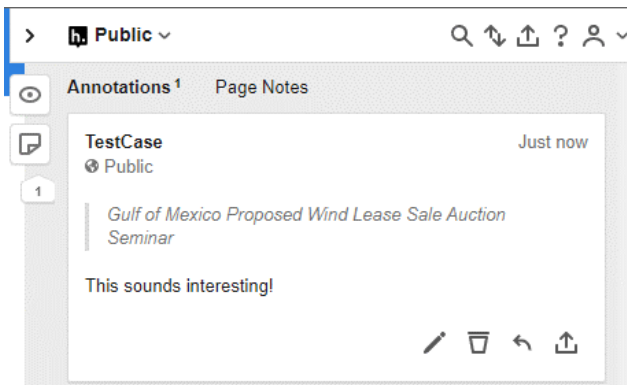 h. Public
Annotations 1 Page Notes
TestCase Just now
Public
1
Gulf of Mexico Proposed Wind Lease Sale Auction
Seminar
This sounds interesting!